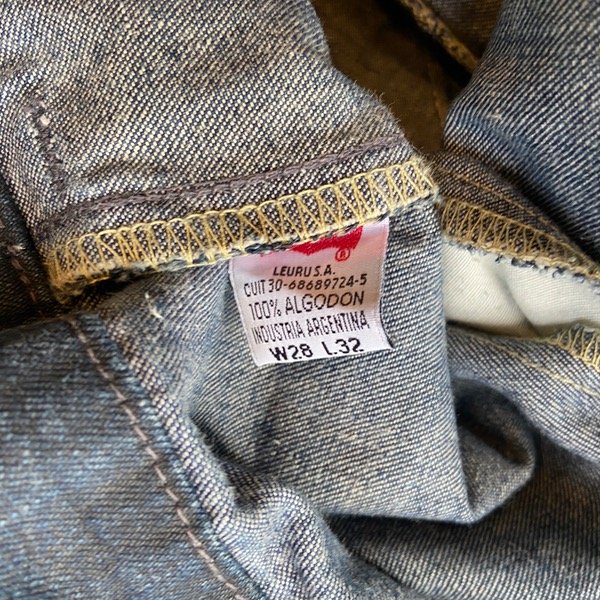 ®
LEURU S.A.
CUIT 30-68689724-5
100% ALGODON
INDUSTRIA ARGENTINA
W28 L32